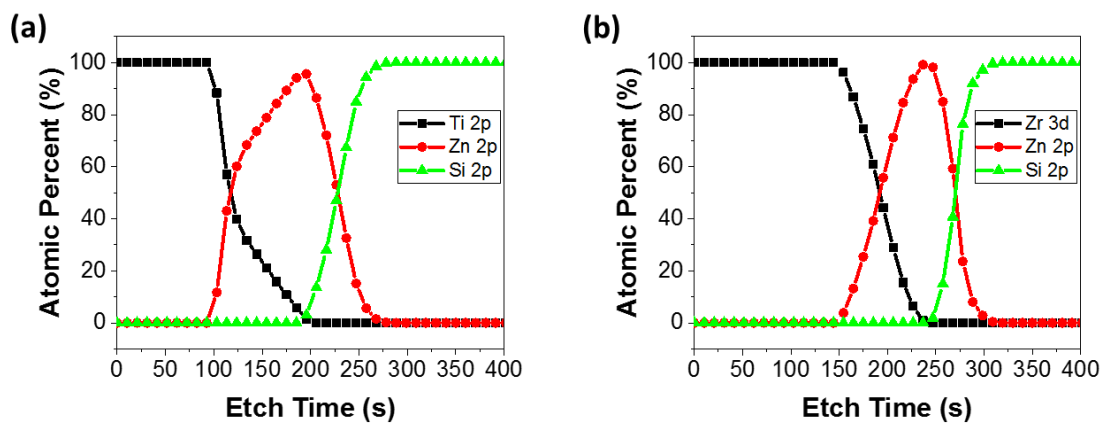 (a)
Atomic Percent (%)
100
80
60
40
20
0
Ti 2p
Zn 2p
Si 2p
0 50 100 150 200 250 300 350 400
Etch Time (s)
(b)
Atomic Percent (%)
100
80
60
40
20
0
Zr 3d
Zn 2p
Si 2p
0 50 100 150 200 250 300 350 400
Etch Time (s)